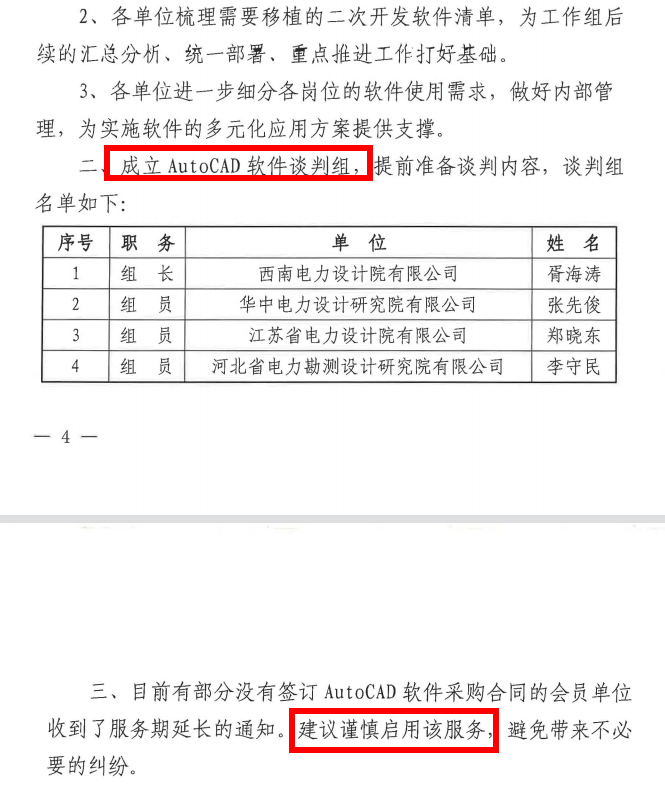 2、各单位梳理需要移植的二次开发软件清单，为工作组后
续的汇总分析、统一部署、重点推进工作打好基础。
3、各单位进一步细分各岗位的软件使用需求，做好内部管
理，为实施软件的多元化应用方案提供支撑。
二、成立 AutoCAD 软件谈判组，提前准备谈判内容，谈判组
名单如下：
序号 职 务 单 位 姓 名
1 组 长 西南电力设计院有限公司 胥海涛
2 组 员 华中电力设计研究院有限公司 张先俊
3 组 员 江苏省电力设计院有限公司 郑晓东
4 组 员 河北省电力勘测设计研究院有限公司 李守民
— 4 —
三、目前有部分没有签订 AutoCAD 软件采购合同的会员单位
收到了服务期延长的通知。建议谨慎启用该服务，避免带来不必
要的纠纷。